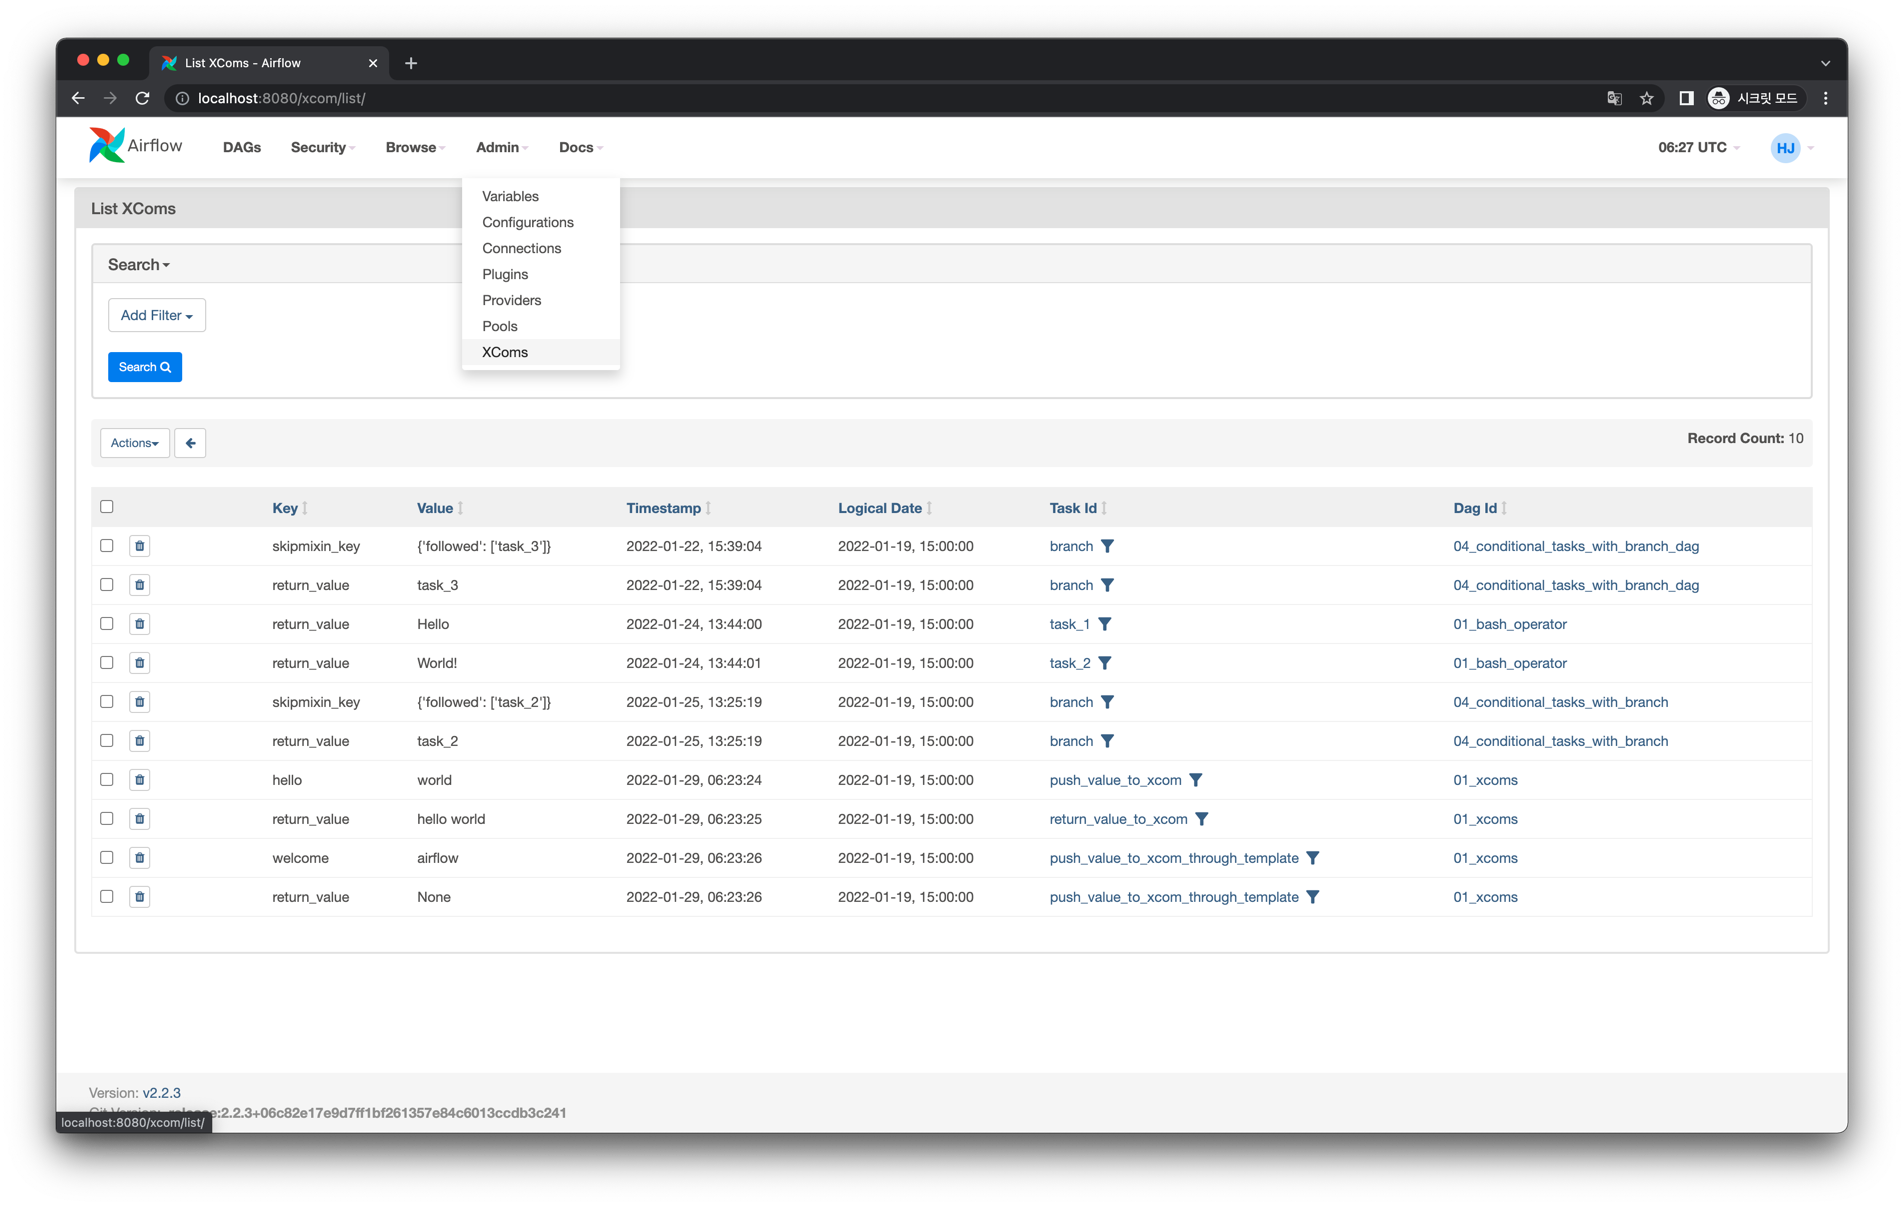 List XComs - Airflow
localhost:8080/xcom/list/
시크릿 모드
Airflow
DAGs
Security
Browse
Admin
Docs
06:27 UTC
HJ
Variables
Configurations
Connections
Plugins
Providers
Pools
XComs
List XComs
Search
Add Filter
Search
Actions
Record Count: 10
Key Value Timestamp Logical Date Task Id Dag Id
skipmixin_key {'followed': ['task_3']} 2022-01-22, 15:39:04 2022-01-19, 15:00:00 branch 04_conditional_tasks_with_branch_dag
return_value task_3 2022-01-22, 15:39:04 2022-01-19, 15:00:00 branch 04_conditional_tasks_with_branch_dag
return_value Hello 2022-01-24, 13:44:00 2022-01-19, 15:00:00 task_1 01_bash_operator
return_value World! 2022-01-24, 13:44:01 2022-01-19, 15:00:00 task_2 01_bash_operator
skipmixin_key {'followed': ['task_2']} 2022-01-25, 13:25:19 2022-01-19, 15:00:00 branch 04_conditional_tasks_with_branch
return_value task_2 2022-01-25, 13:25:19 2022-01-19, 15:00:00 branch 04_conditional_tasks_with_branch
hello world 2022-01-29, 06:23:24 2022-01-19, 15:00:00 push_value_to_xcom 01_xcoms
return_value hello world 2022-01-29, 06:23:25 2022-01-19, 15:00:00 return_value_to_xcom 01_xcoms
welcome airflow 2022-01-29, 06:23:26 2022-01-19, 15:00:00 push_value_to_xcom_through_template 01_xcoms
return_value None 2022-01-29, 06:23:26 2022-01-19, 15:00:00 push_value_to_xcom_through_template 01_xcoms
Version: v2.2.3
Git Version: .release:2.2.3+06c82e17e9d7ff1bf261357e84c6013ccdb3c241
localhost:8080/xcom/list/